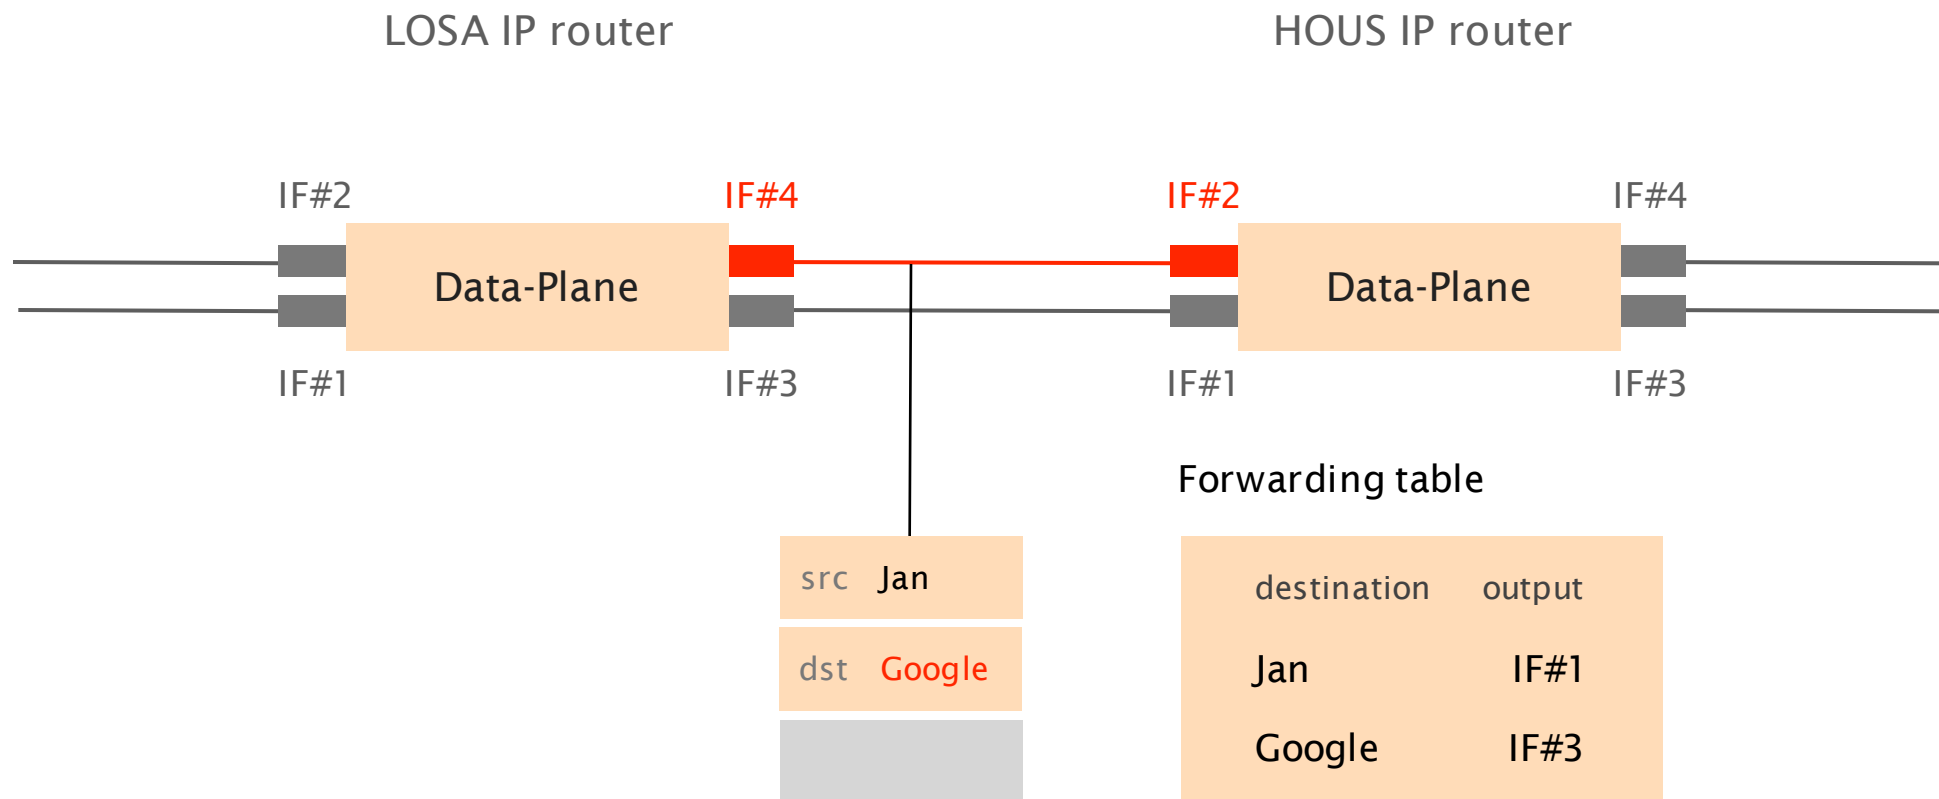 LOSA IP router
HOUS IP router
IF#2
IF#4
IF#2
IF#4
Data-Plane
Data-Plane
IF#1
IF#3
IF#1
IF#3
Forwarding table
src Jan
dst Google
destination output
Jan IF#1
Google IF#3